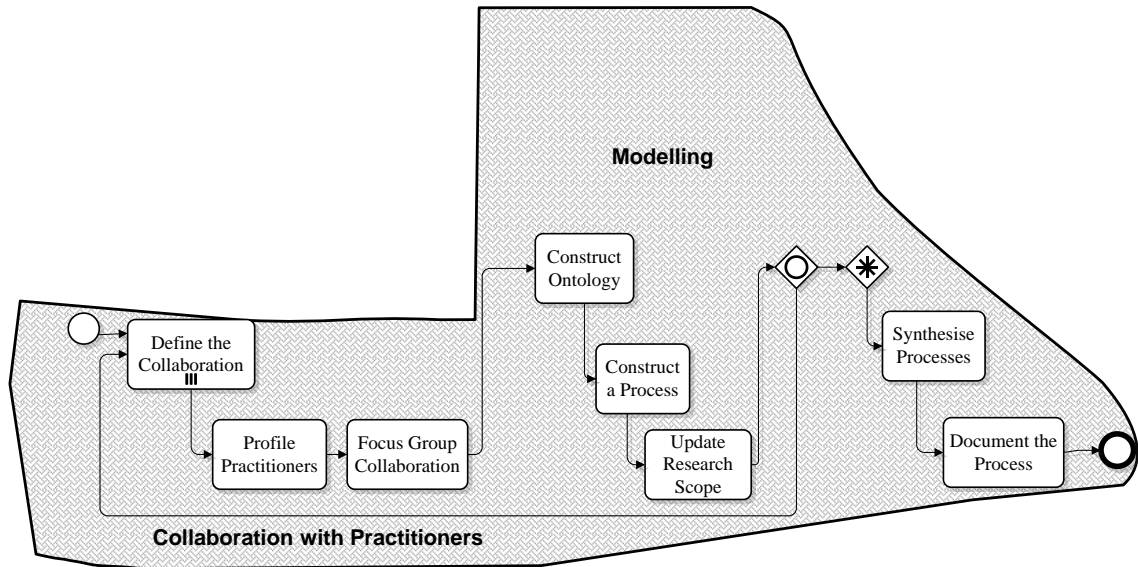 Modelling
Construct
Ontology
Define the
Collaboration
Synthesise
Processes
Construct
a Process
Profile
Practitioners
Focus Group
Collaboration
Update
Research
Scope
Document the
Process
Collaboration with Practitioners